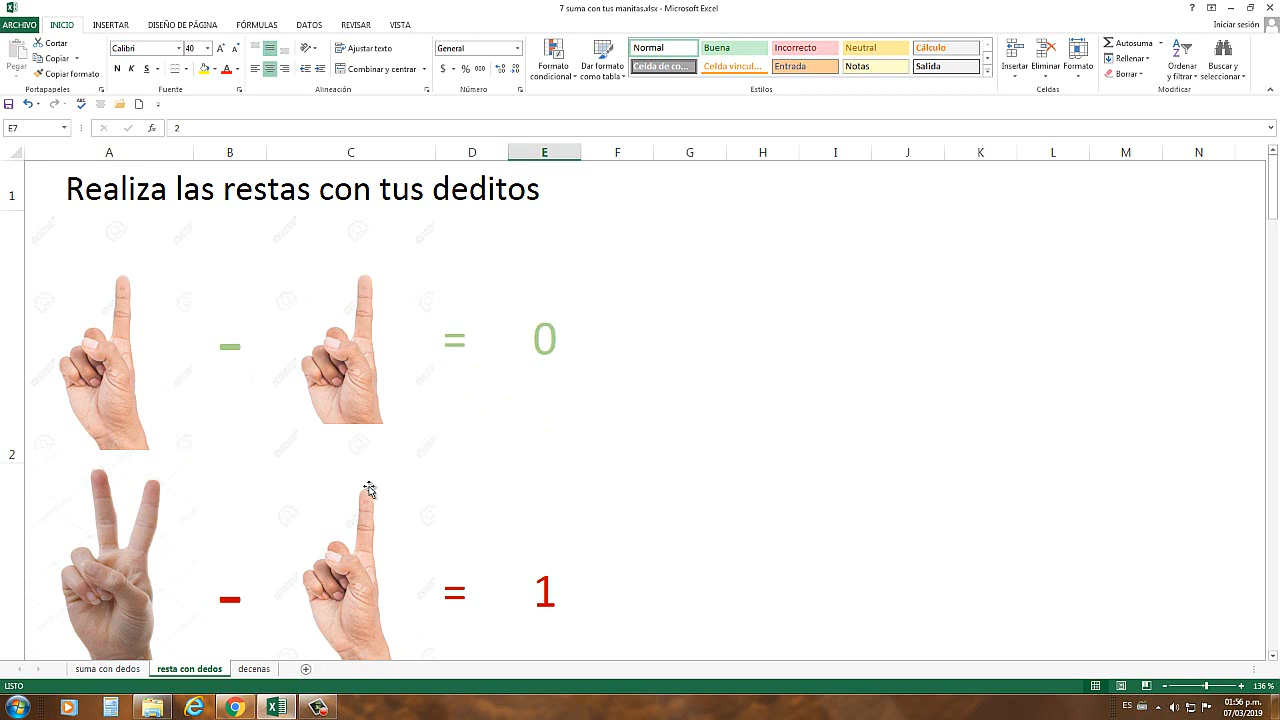 7 suma con tus manitas.xlsx - Microsoft Excel
ARCHIVO INICIO INSERTAR DISEÑO DE PÁGINA FÓRMULAS DATOS REVISAR VISTA Iniciar sesión
Pegar
Cortar
Copiar
Copiar formato
Portapapeles
Calibri 40
N K S
Fuente
Ajustar texto
Combinar y centrar
Alineación
General
$ % 000
Número
Formato condicional
Dar formato como tabla
Normal Buena Incorrecto Neutral Cálculo
Celda de co... Celda vincul... Entrada Notas Salida
Estilos
Insertar Eliminar Formato
Celdas
Autosuma
Rellenar
Borrar
Ordenar y filtrar
Buscar y seleccionar
Modificar
E7 fx 2
A B C D E F G H I J K L M N
1 Realiza las restas con tus deditos
- = 0
2
- = 1
suma con dedos resta con dedos decenas
LISTO 136 %
ES 01:56 p.m.
07/03/2019